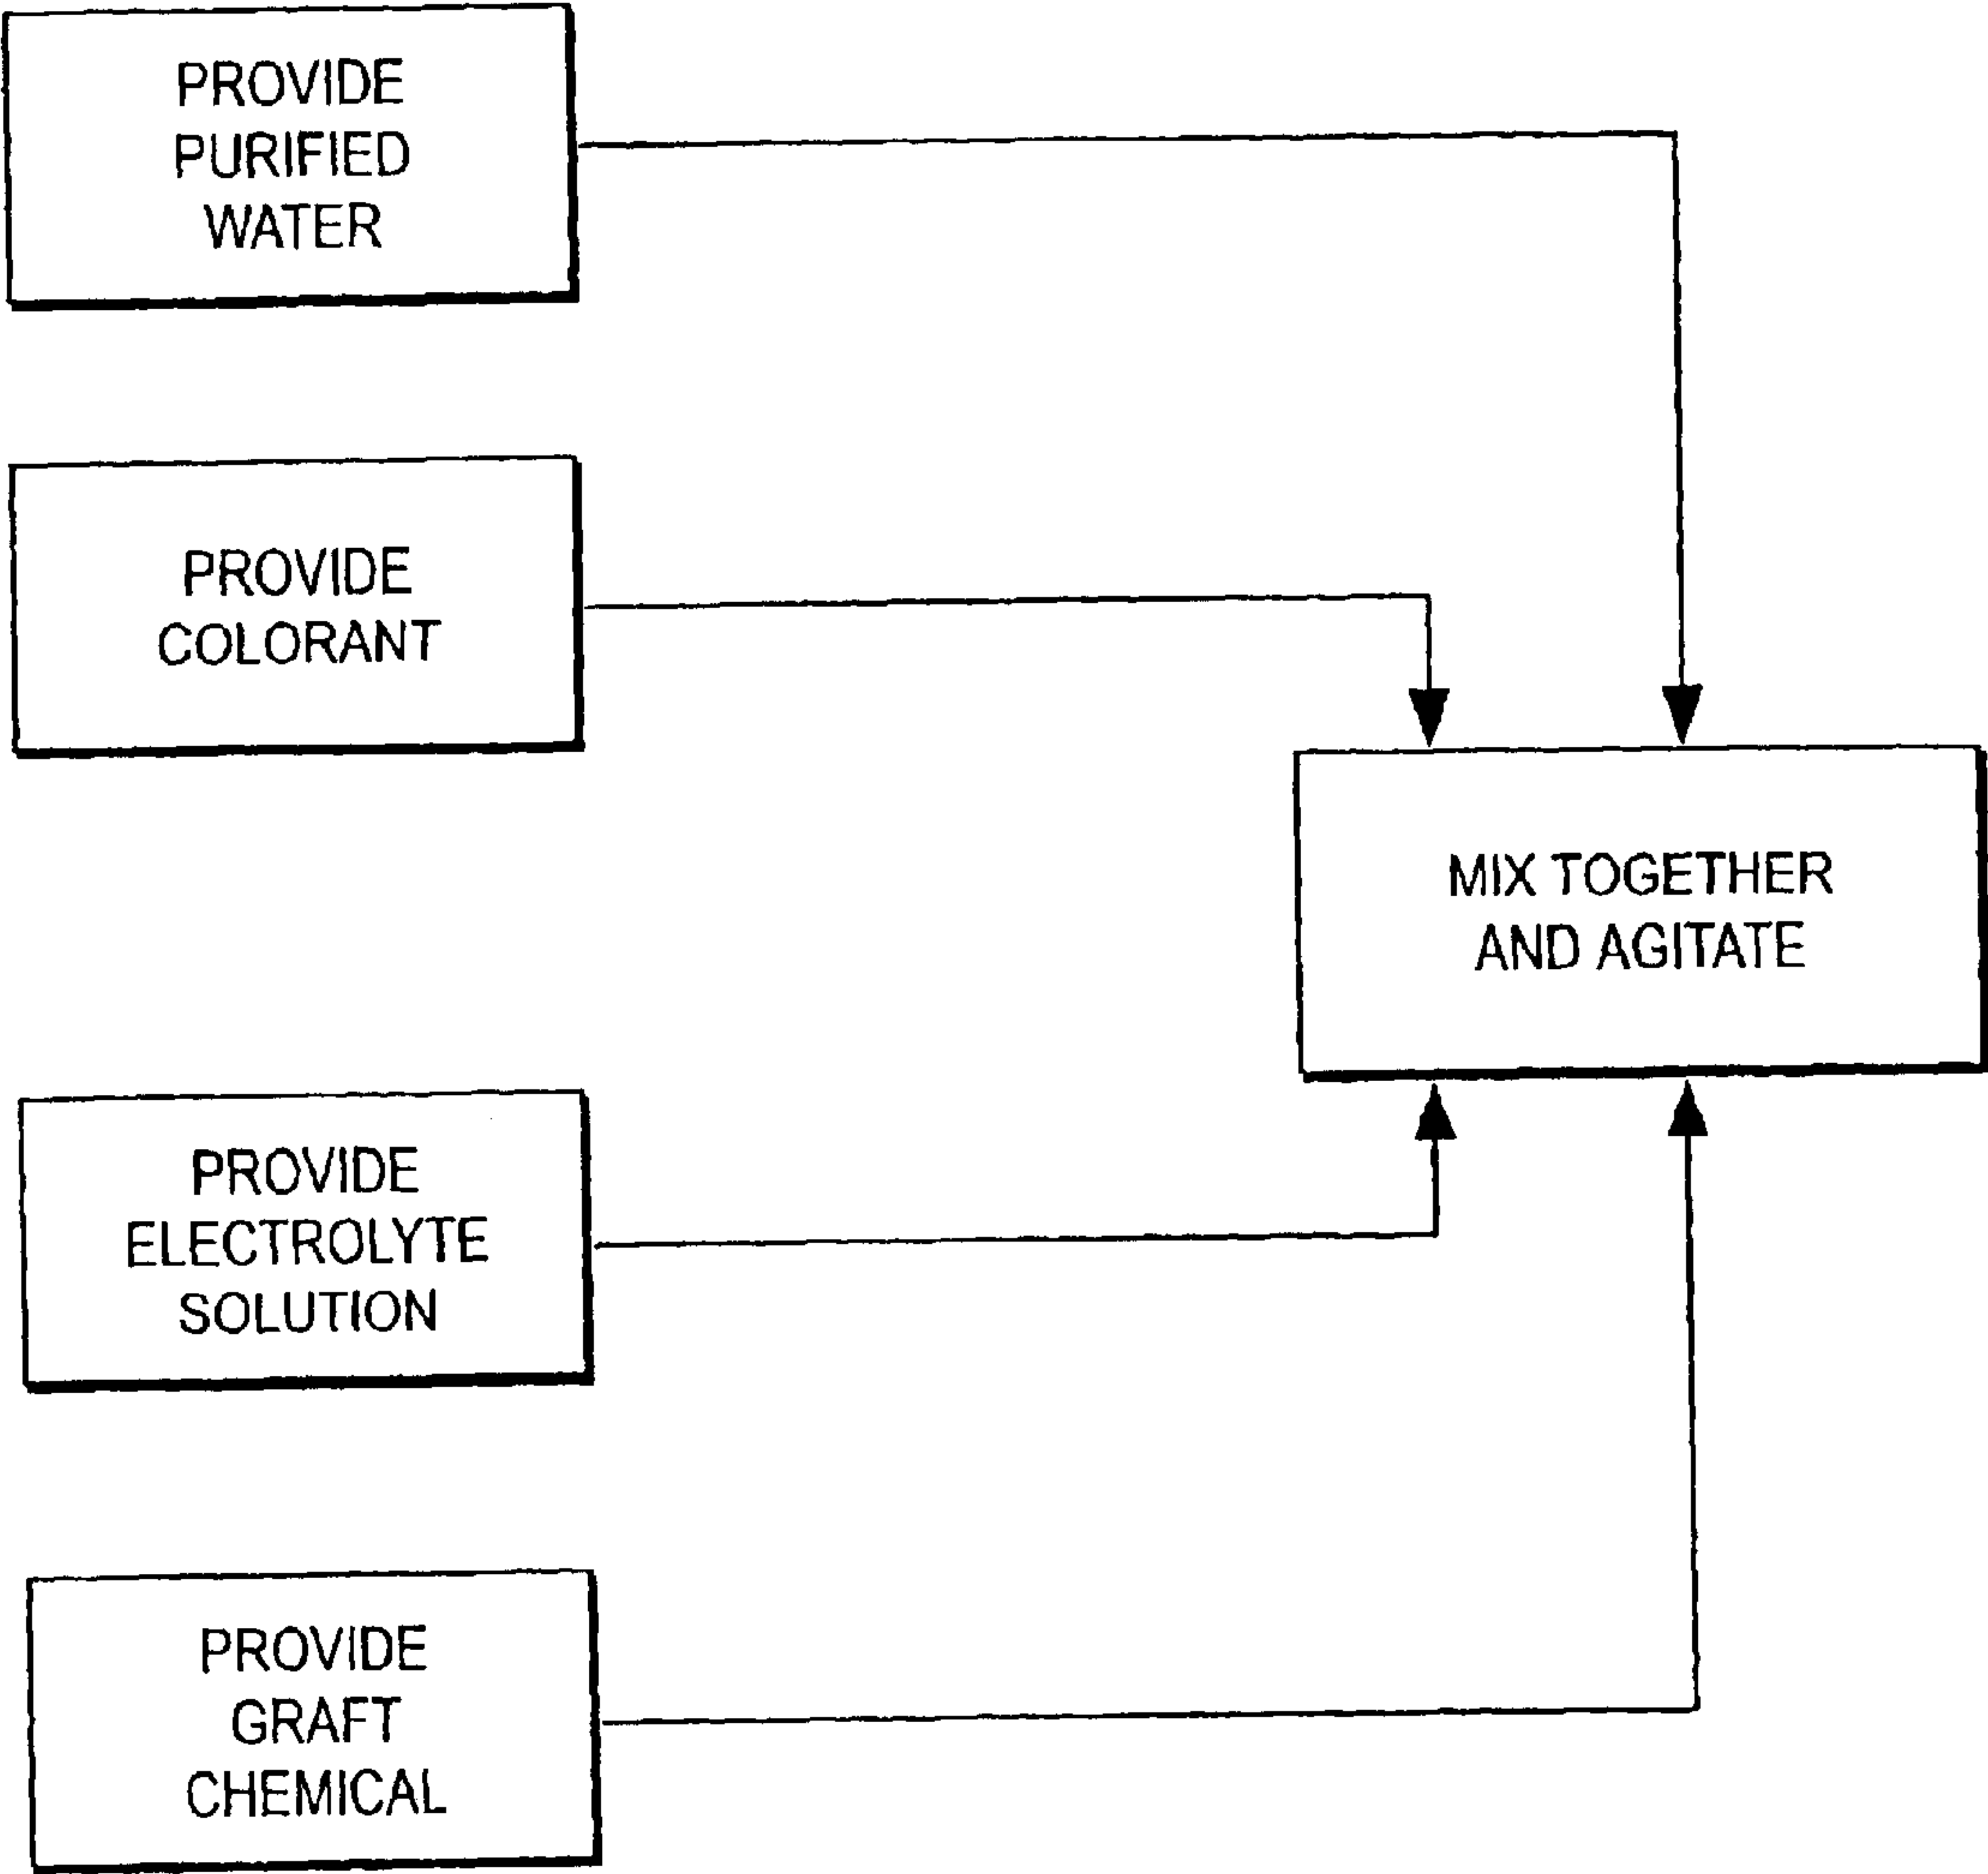 PROVIDE
PURIFIED
WATER
PROVIDE
COLORANT
MIX TOGETHER
AND AGITATE
PROVIDE
ELECTROLYTE
SOLUTION
PROVIDE
GRAFT
CHEMICAL